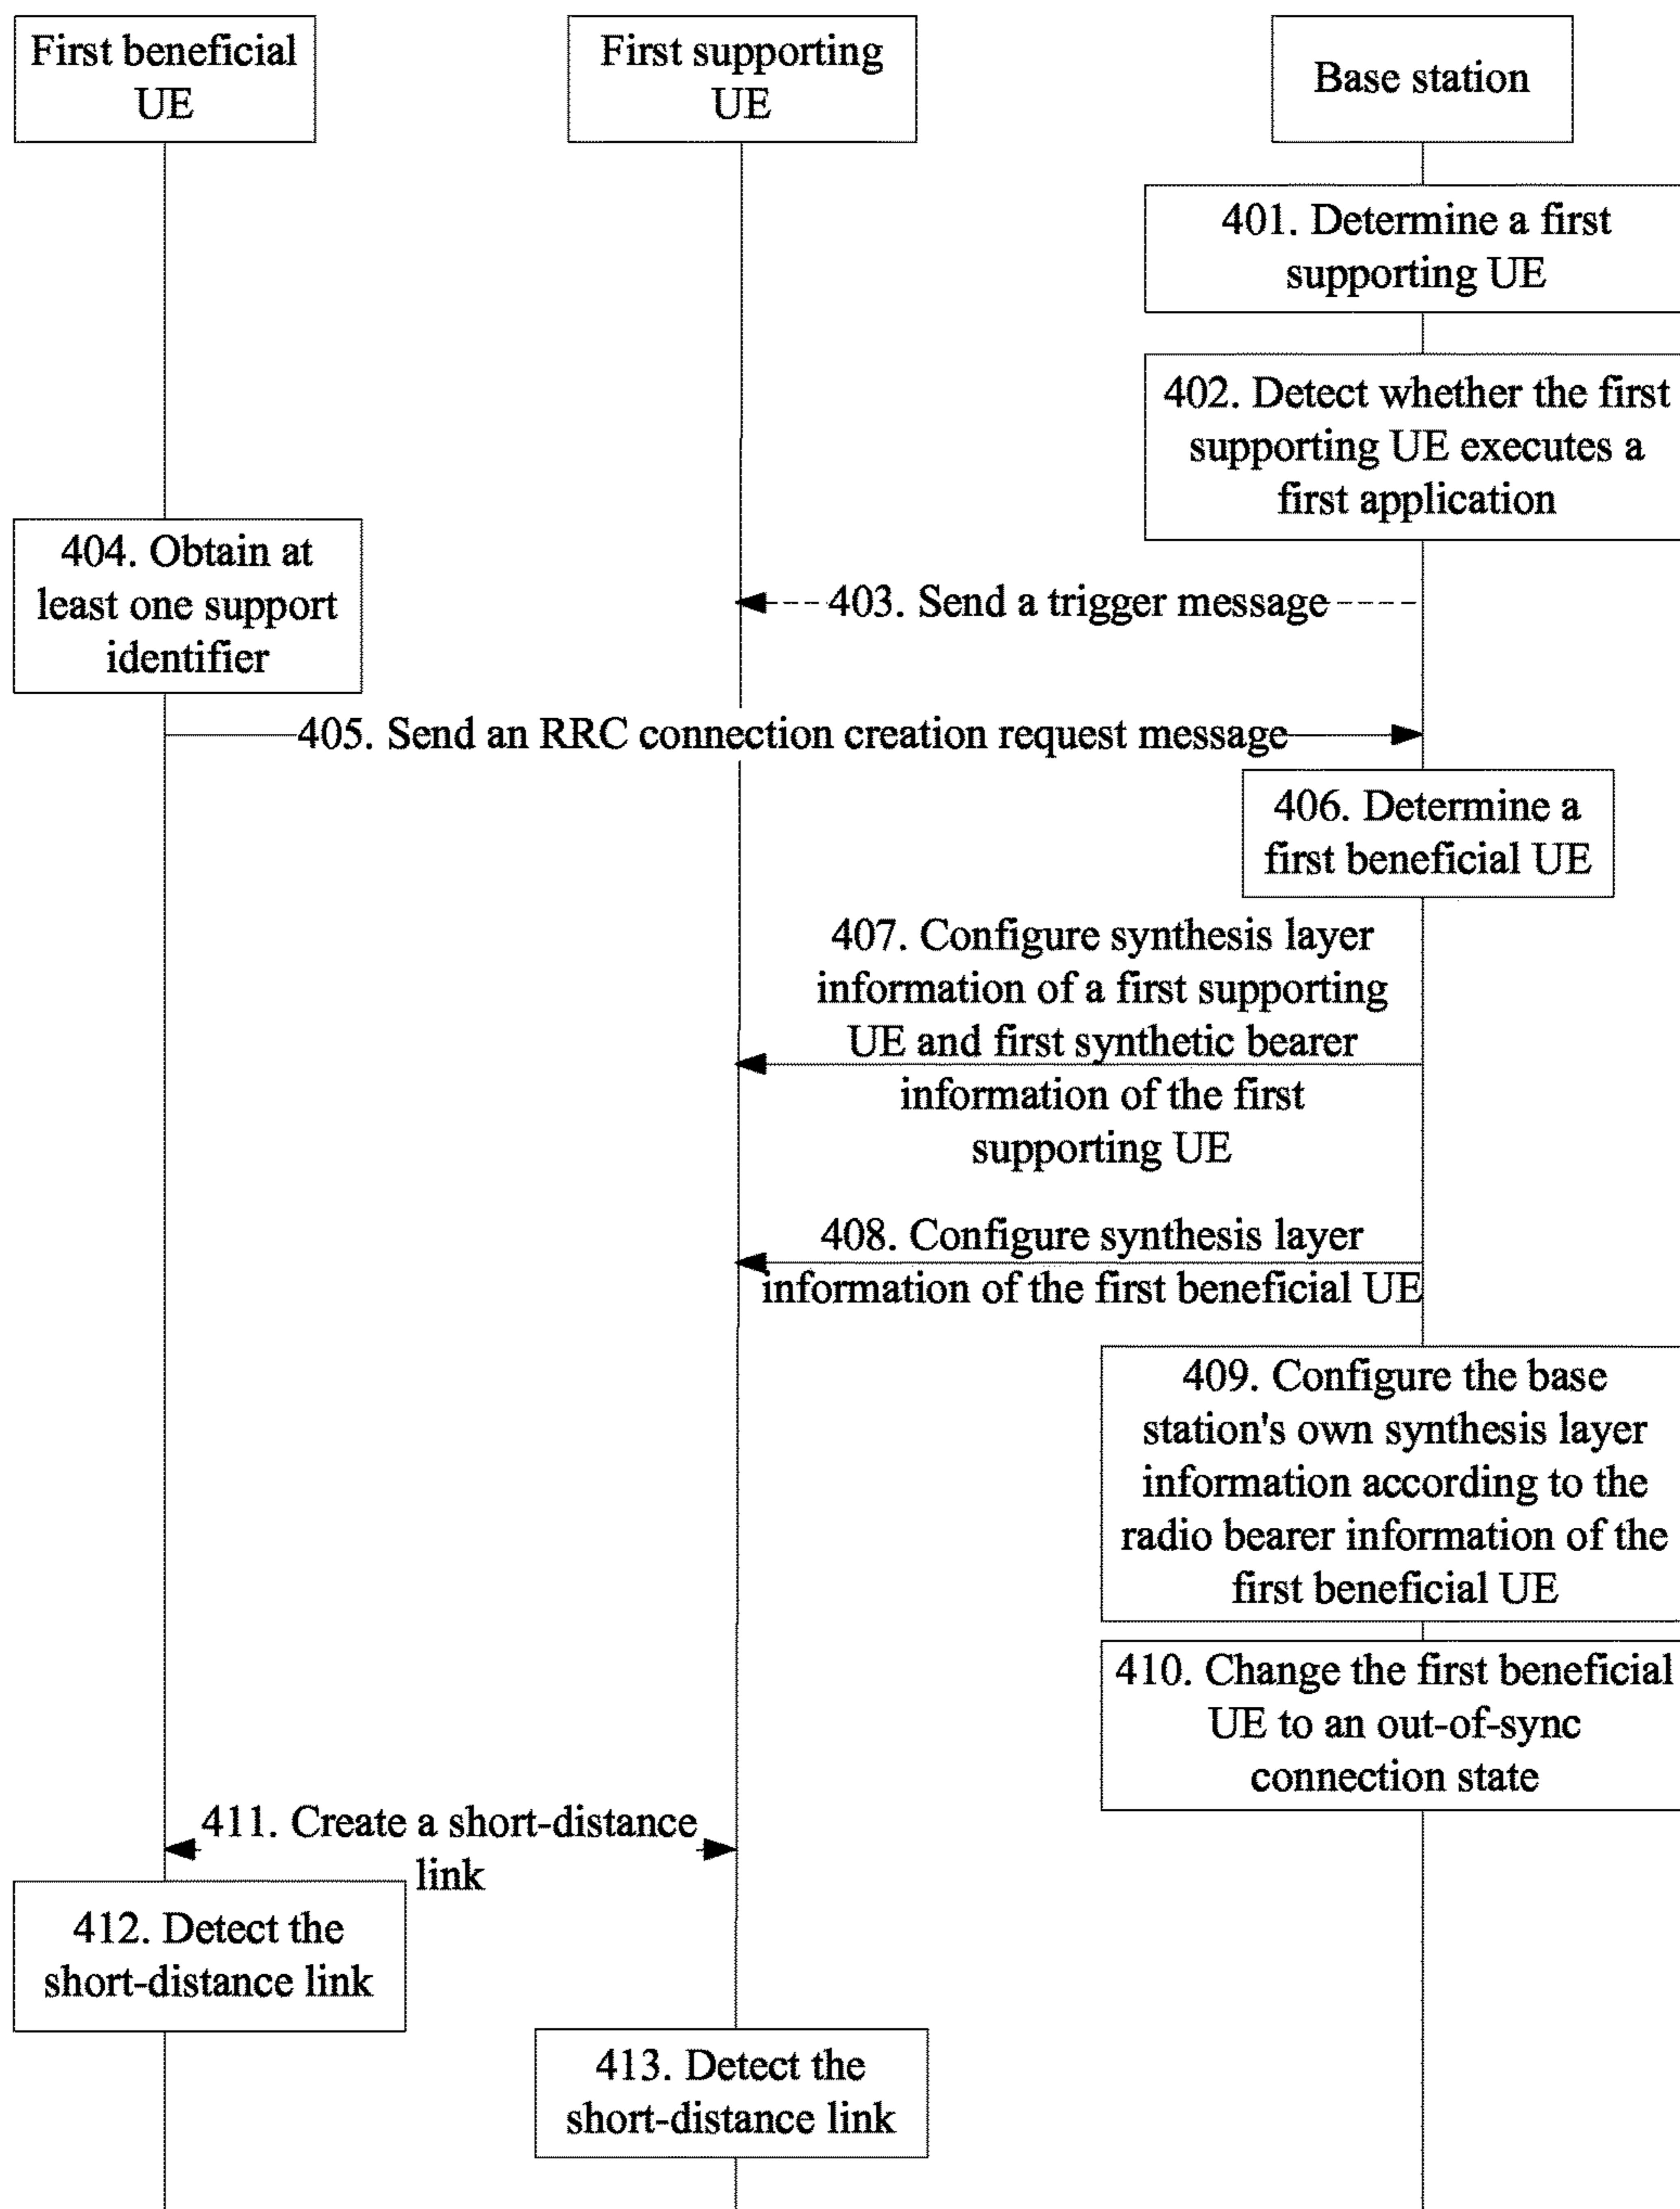 First beneficial
UE
First supporting
UE
Base station
401. Determine a first
supporting UE
402. Detect whether the first
supporting UE executes a
first application
404. Obtain at
least one support
identifier
403. Send a trigger message
405. Send an RRC connection creation request message
406. Determine a
first beneficial UE
407. Configure synthesis layer
information of a first supporting
UE and first synthetic bearer
information of the first
supporting UE
408. Configure synthesis layer
information of the first beneficial UE
409. Configure the base
station's own synthesis layer
information according to the
radio bearer information of the
first beneficial UE
410. Change the first beneficial
UE to an out-of-sync
connection state
411. Create a short-distance
link
412. Detect the
short-distance link
413. Detect the
short-distance link